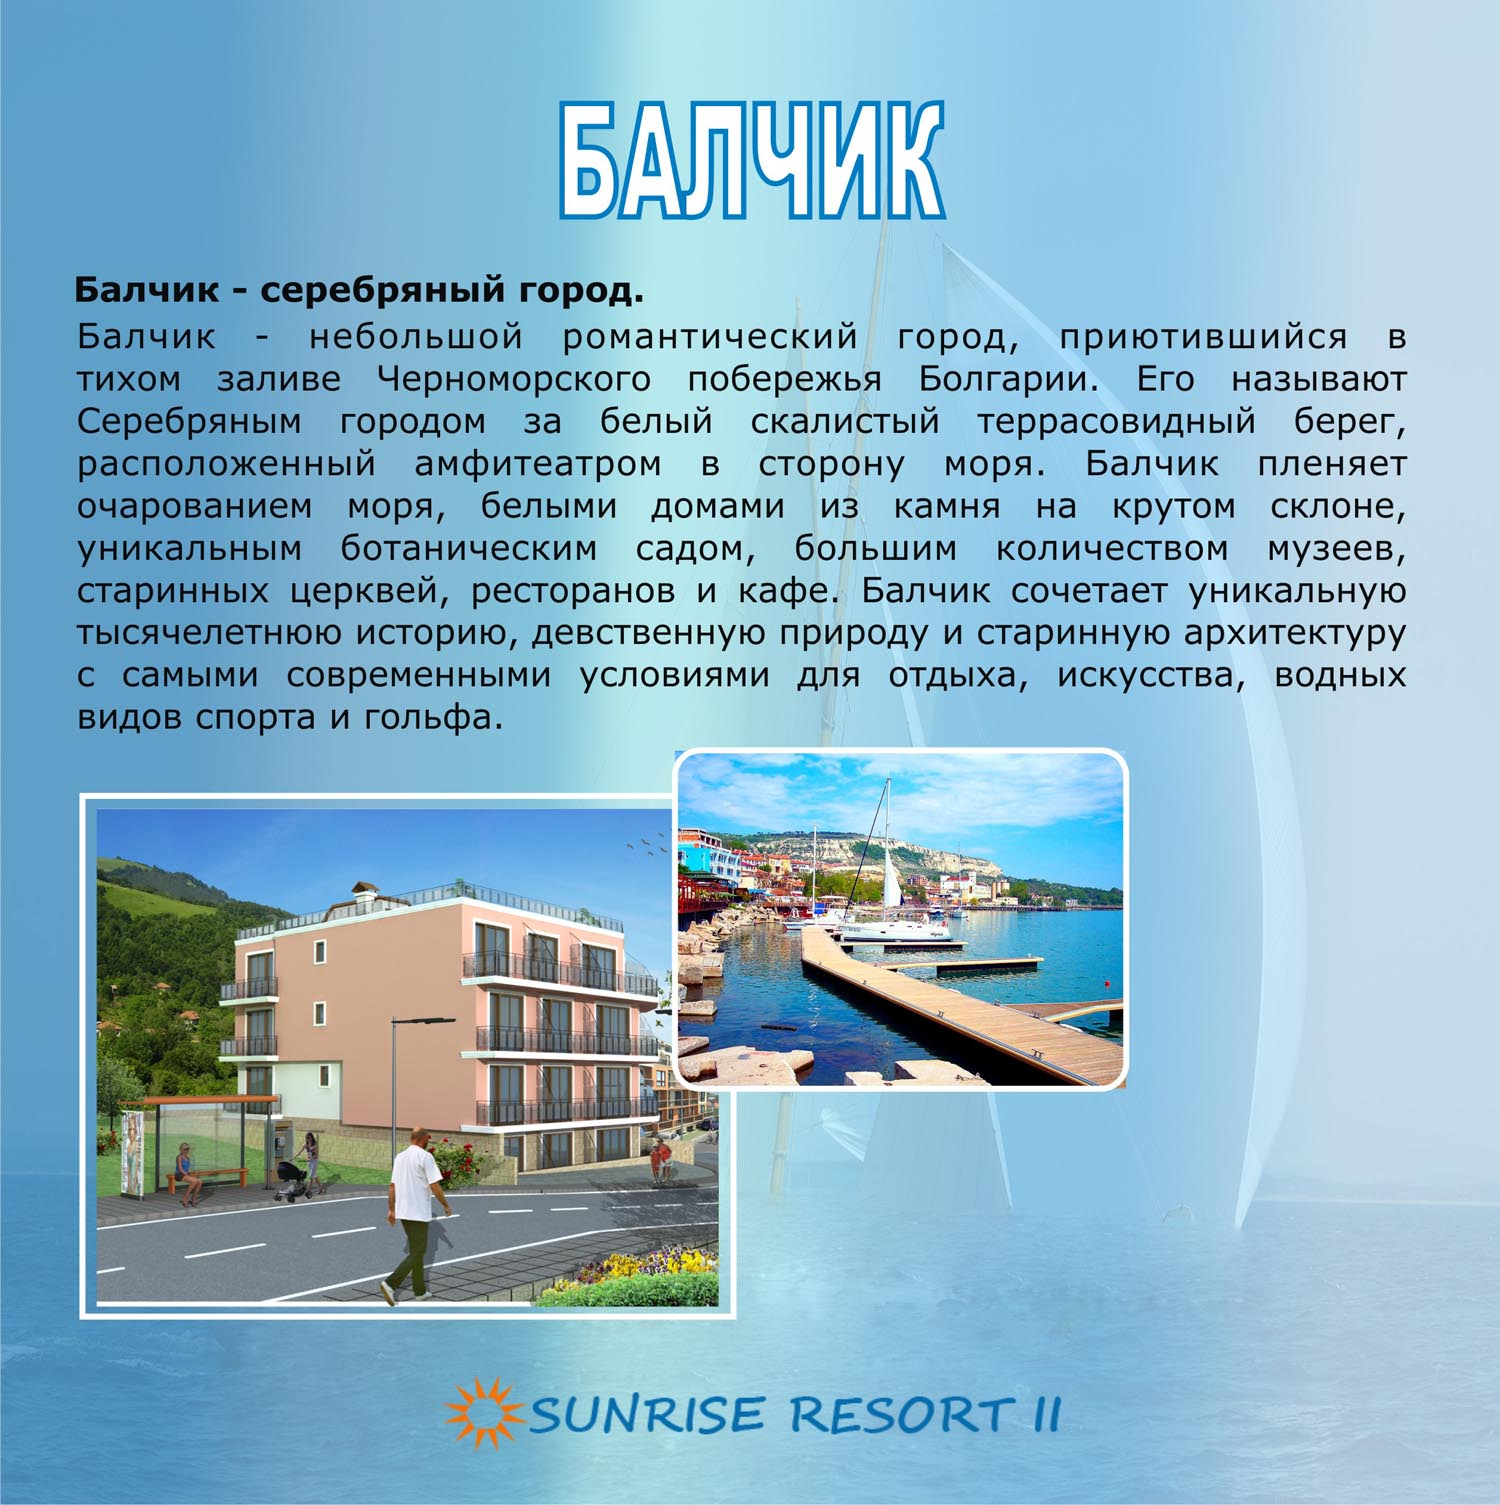 БАЛЧИК
Балчик - серебряный город.
Балчик - небольшой романтический город, приютившийся в
тихом заливе Черноморского побережья Болгарии. Его называют
Серебряным городом за белый скалистый террасовидный берег,
расположенный амфитеатром в сторону моря. Балчик пленяет
очарованием моря, белыми домами из камня на крутом склоне,
уникальным ботаническим садом, большим количеством музеев,
старинных церквей, ресторанов и кафе. Балчик сочетает уникальную
тысячелетнюю историю, девственную природу и старинную архитектуру
с самыми современными условиями для отдыха, искусства, водных
видов спорта и гольфа.
SUNRISE RESORT II